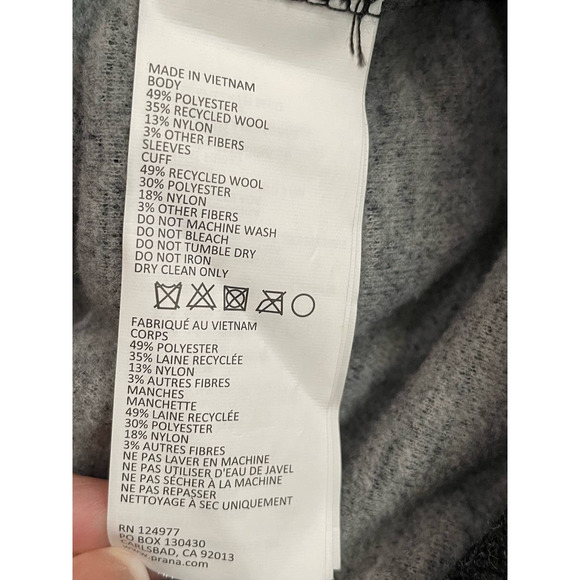 MADE IN VIETNAM
BODY
49% POLYESTER
35% RECYCLED WOOL
13% NYLON
3% OTHER FIBERS
SLEEVES
CUFF
49% RECYCLED WOOL
30% POLYESTER
18% NYLON
3% OTHER FIBERS
DO NOT MACHINE WASH
DO NOT BLEACH
DO NOT TUMBLE DRY
DO NOT IRON
DRY CLEAN ONLY
FABRIQUÉ AU VIETNAM
CORPS
49% POLYESTER
35% LAINE RECYCLÉE
13% NYLON
3% AUTRES FIBRES
MANCHES
MANCHETTE
49% LAINE RECYCLÉE
30% POLYESTER
18% NYLON
3% AUTRES FIBRES
NE PAS LAVER EN MACHINE
NE PAS UTILISER D'EAU DE JAVEL
NE PAS SÉCHER À LA MACHINE
NE PAS REPASSER
NETTOYAGE À SEC UNIQUEMENT
RN 124977
PO BOX 130430
CARLSBAD, CA 92013
www.prana.com